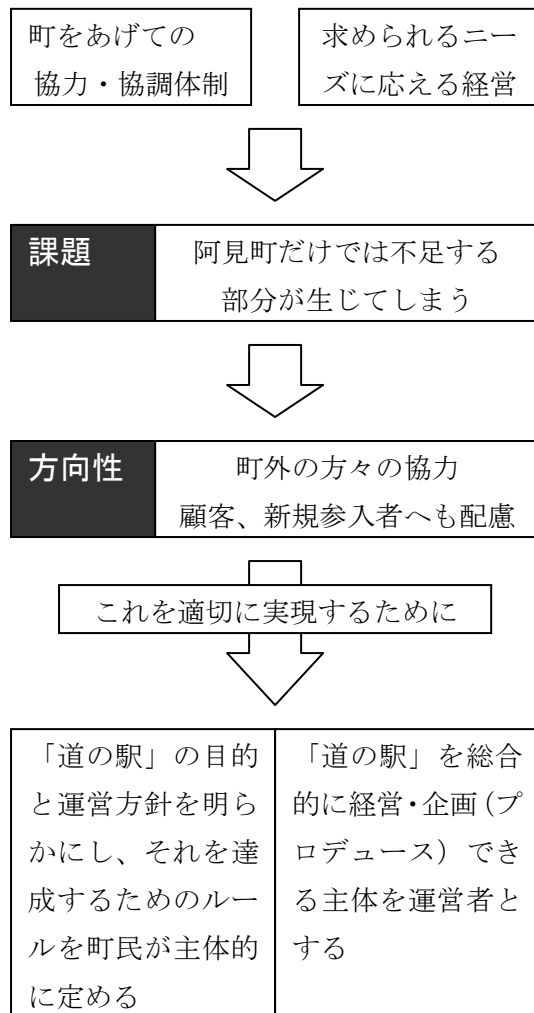 町をあげての
協力・協調体制
求められるニー
ズに応える経営
課題
阿見町だけでは不足する
部分が生じてしまう
方向性
町外の方々の協力
顧客、新規参入者へも配慮
これを適切に実現するために
「道の駅」の目的
と運営方針を明ら
かにし、それを達
成するためのルー
ルを町民が主体的
に定める
「道の駅」を総合
的に経営・企画（プ
ロデュース）でき
る主体を運営者と
する